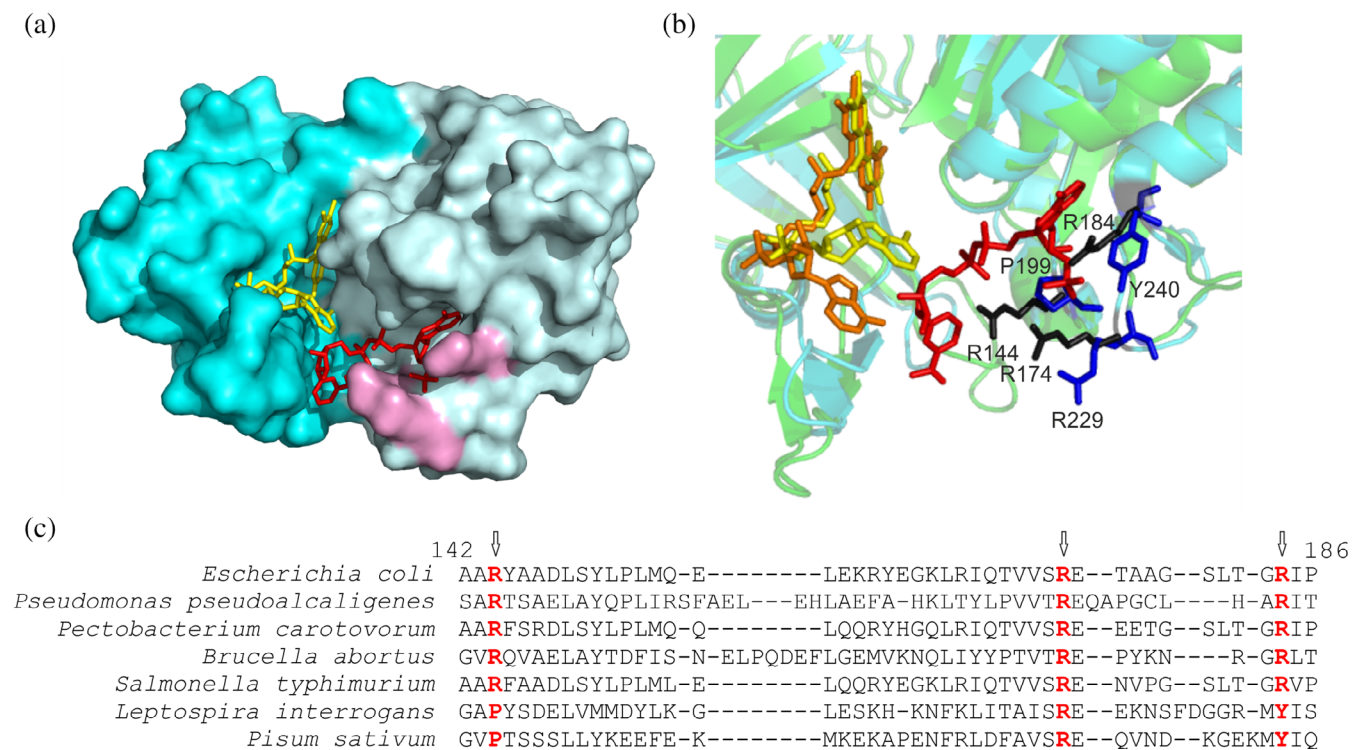 (a)
(b)
R184
P199
Y240
R144
R174
R229
(c)
142 186
Escherichia coli AARYAADLSYLPLMQ-E--------LEKRYEGKLRIQTVVSRE--TAAG--SLT-GRIP
Pseudomonas pseudoalcaligenes SARTSAELAYQPLIRSFAEL---EHLAEFA-HKLTYLPVVTREQAPGCL----H-ARIT
Pectobacterium carotovorum AARFSRDLSYLPLMQ-Q--------LQQRYHGQLRIQTVVSRE--EETG--SLT-GRIP
Brucella abortus GVRQVAELAYTDFIS-N-ELPQDEFLGEMVKNQLIYYPTVTRE--PYKN----R-GRLT
Salmonella typhimurium AARFAADLSYLPLML-E--------LQQRYEGKLRIQTVVSRE--NVPG--SLT-GRVP
Leptospira interrogans GAPYSDELVMMDYLK-G--------LESKH-KNFKLITAISRE--EKNSFDGGR-MYIS
Pisum sativum GVPTSSSLLYKEEFE-K--------MKEKAPENFRLDFAVSRE--QVND-KGEKMYIQ